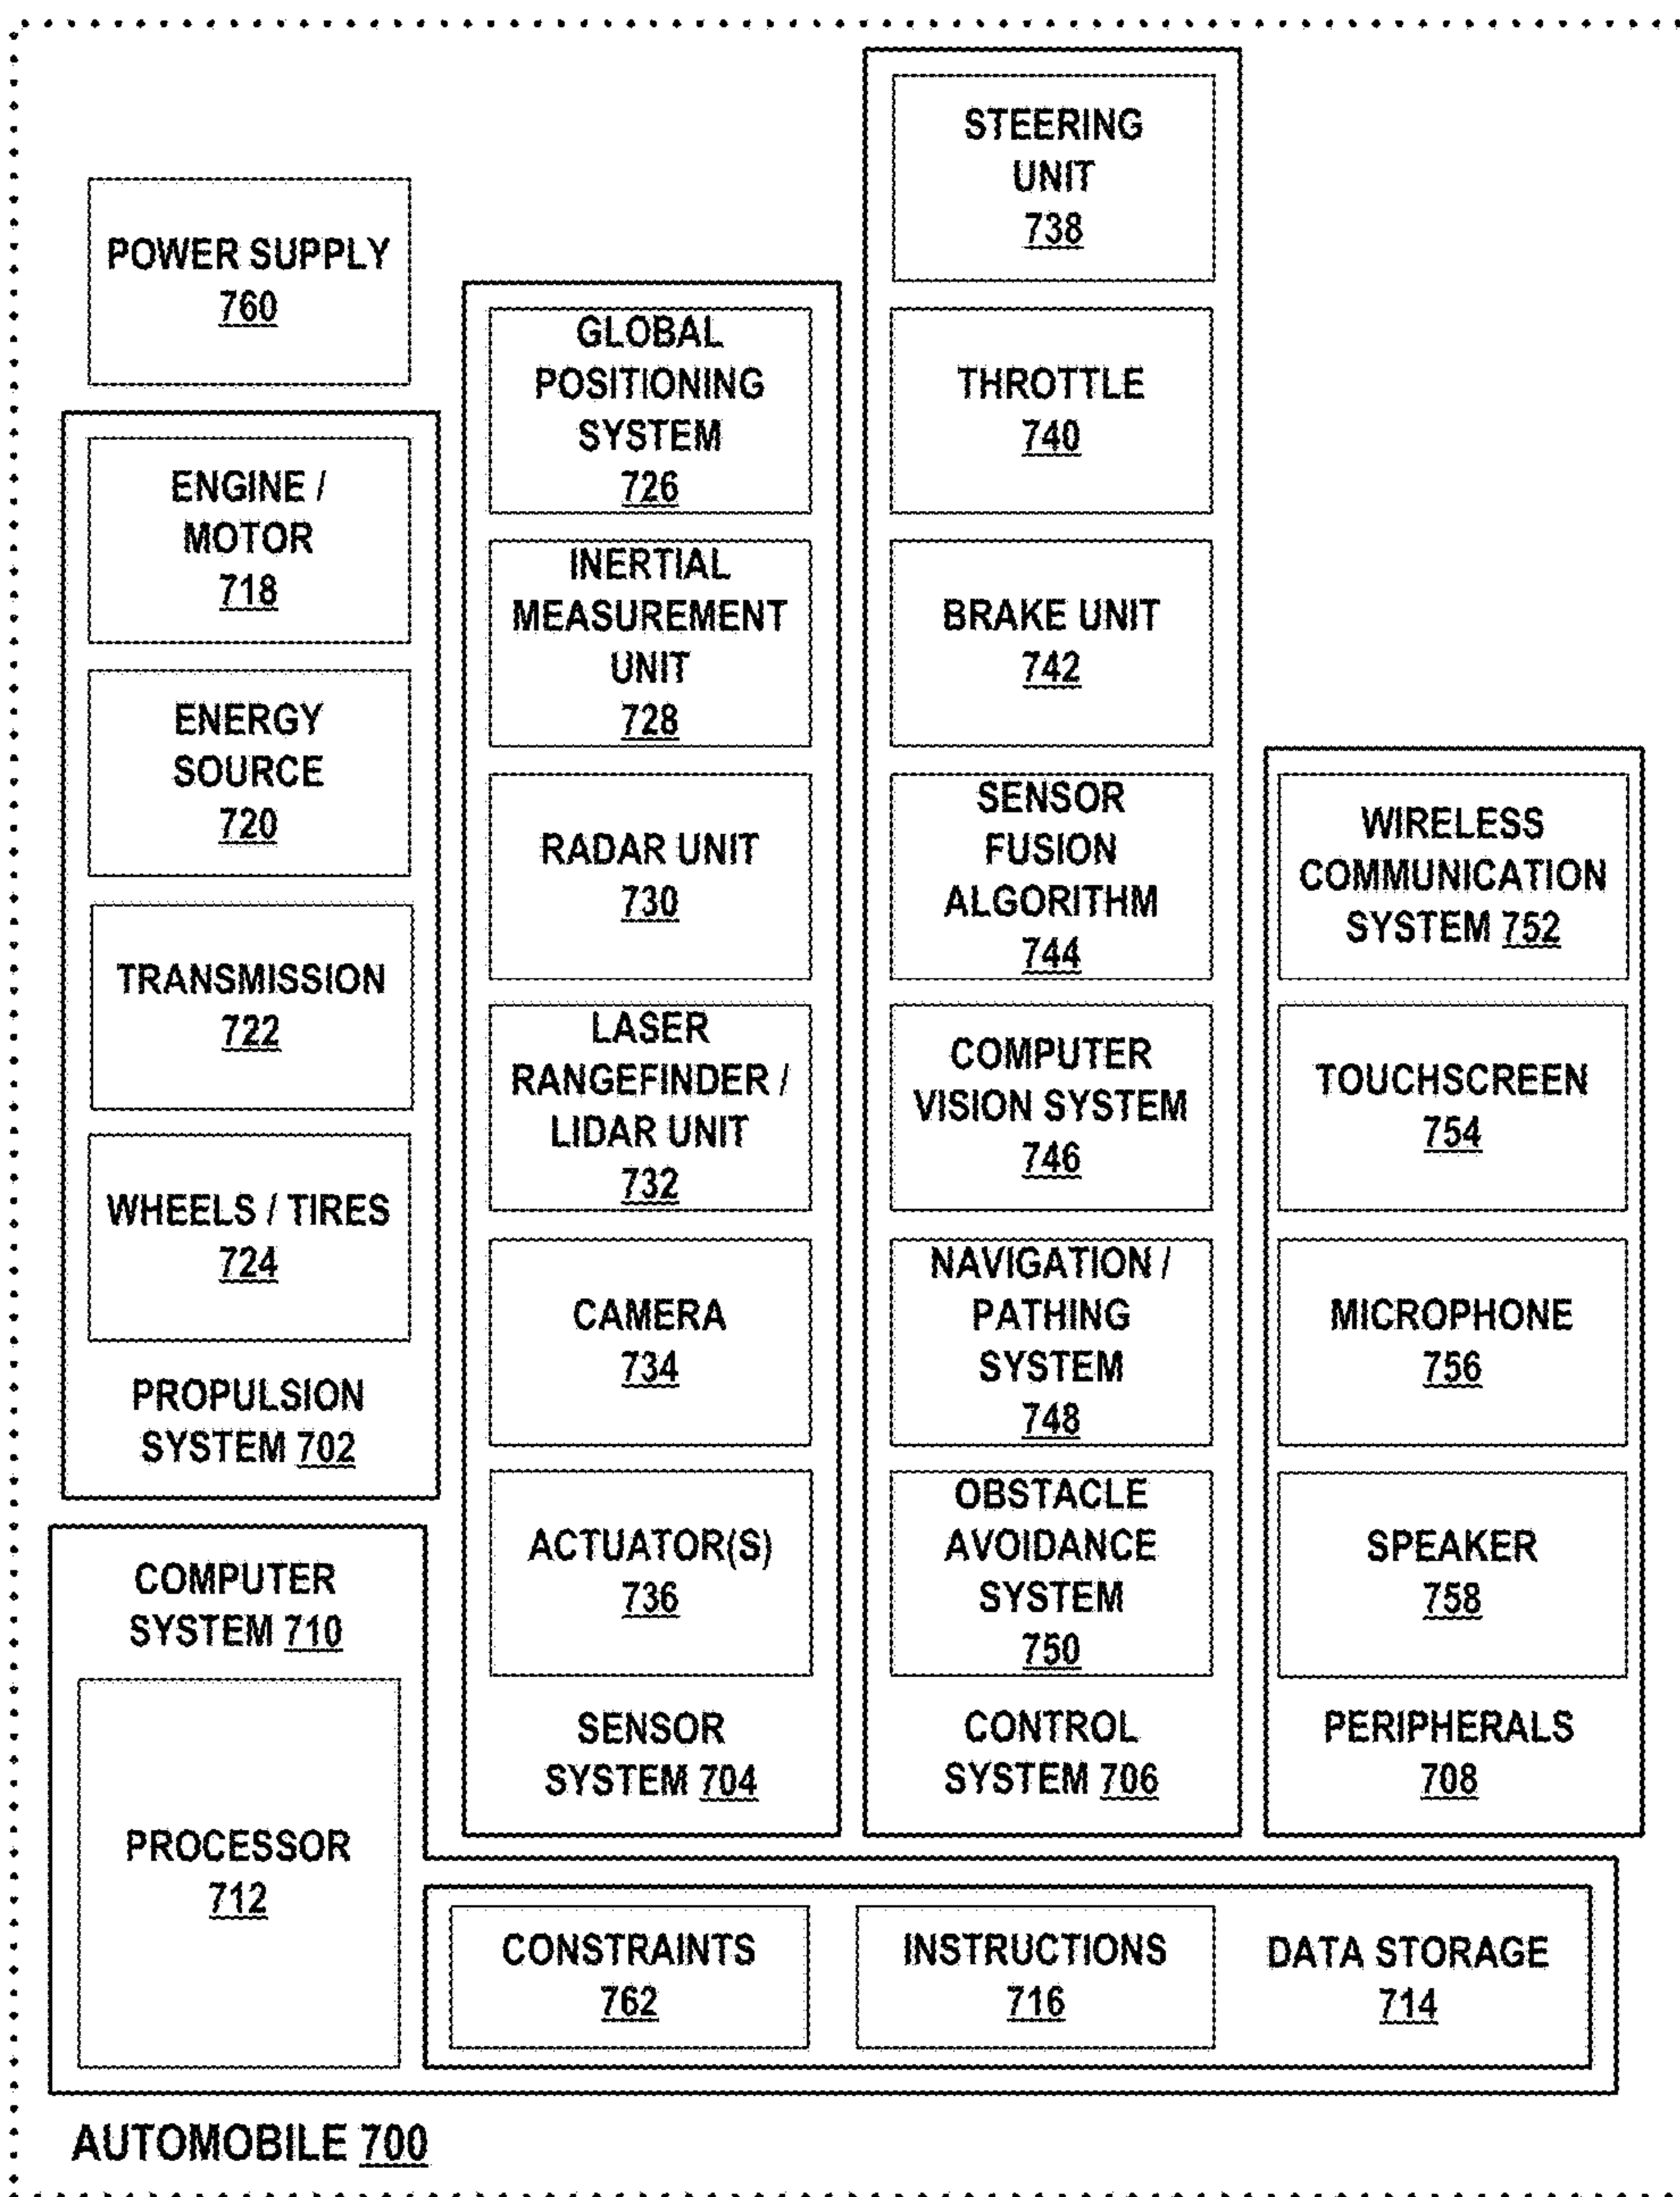 POWER SUPPLY
760
ENGINE /
MOTOR
718
ENERGY
SOURCE
720
TRANSMISSION
722
WHEELS / TIRES
724
PROPULSION
SYSTEM 702
GLOBAL
POSITIONING
SYSTEM
726
INERTIAL
MEASUREMENT
UNIT
728
RADAR UNIT
730
LASER
RANGEFINDER /
LIDAR UNIT
732
CAMERA
734
ACTUATOR(S)
736
SENSOR
SYSTEM 704
STEERING
UNIT
738
THROTTLE
740
BRAKE UNIT
742
SENSOR
FUSION
ALGORITHM
744
COMPUTER
VISION SYSTEM
746
NAVIGATION /
PATHING
SYSTEM
748
OBSTACLE
AVOIDANCE
SYSTEM
750
CONTROL
SYSTEM 706
WIRELESS
COMMUNICATION
SYSTEM 752
TOUCHSCREEN
754
MICROPHONE
756
SPEAKER
758
PERIPHERALS
708
COMPUTER
SYSTEM 710
PROCESSOR
712
CONSTRAINTS
762
INSTRUCTIONS
716
DATA STORAGE
714
AUTOMOBILE 700